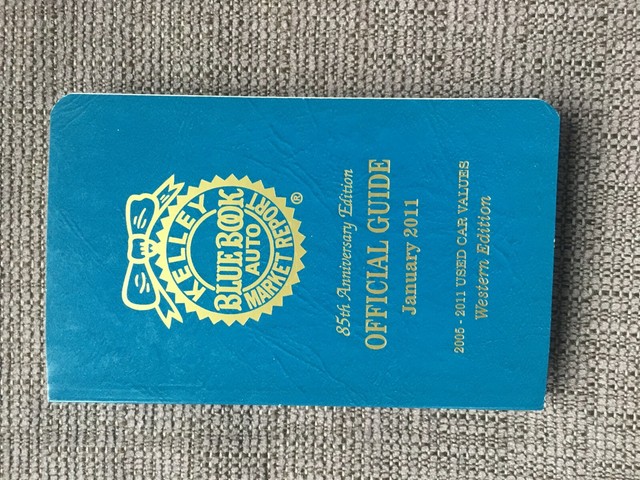 KELLEY
BLUE BOOK
AUTO
MARKET REPORT
®
85th Anniversary Edition
OFFICIAL GUIDE
January 2011
2005 - 2011 USED CAR VALUES
Western Edition